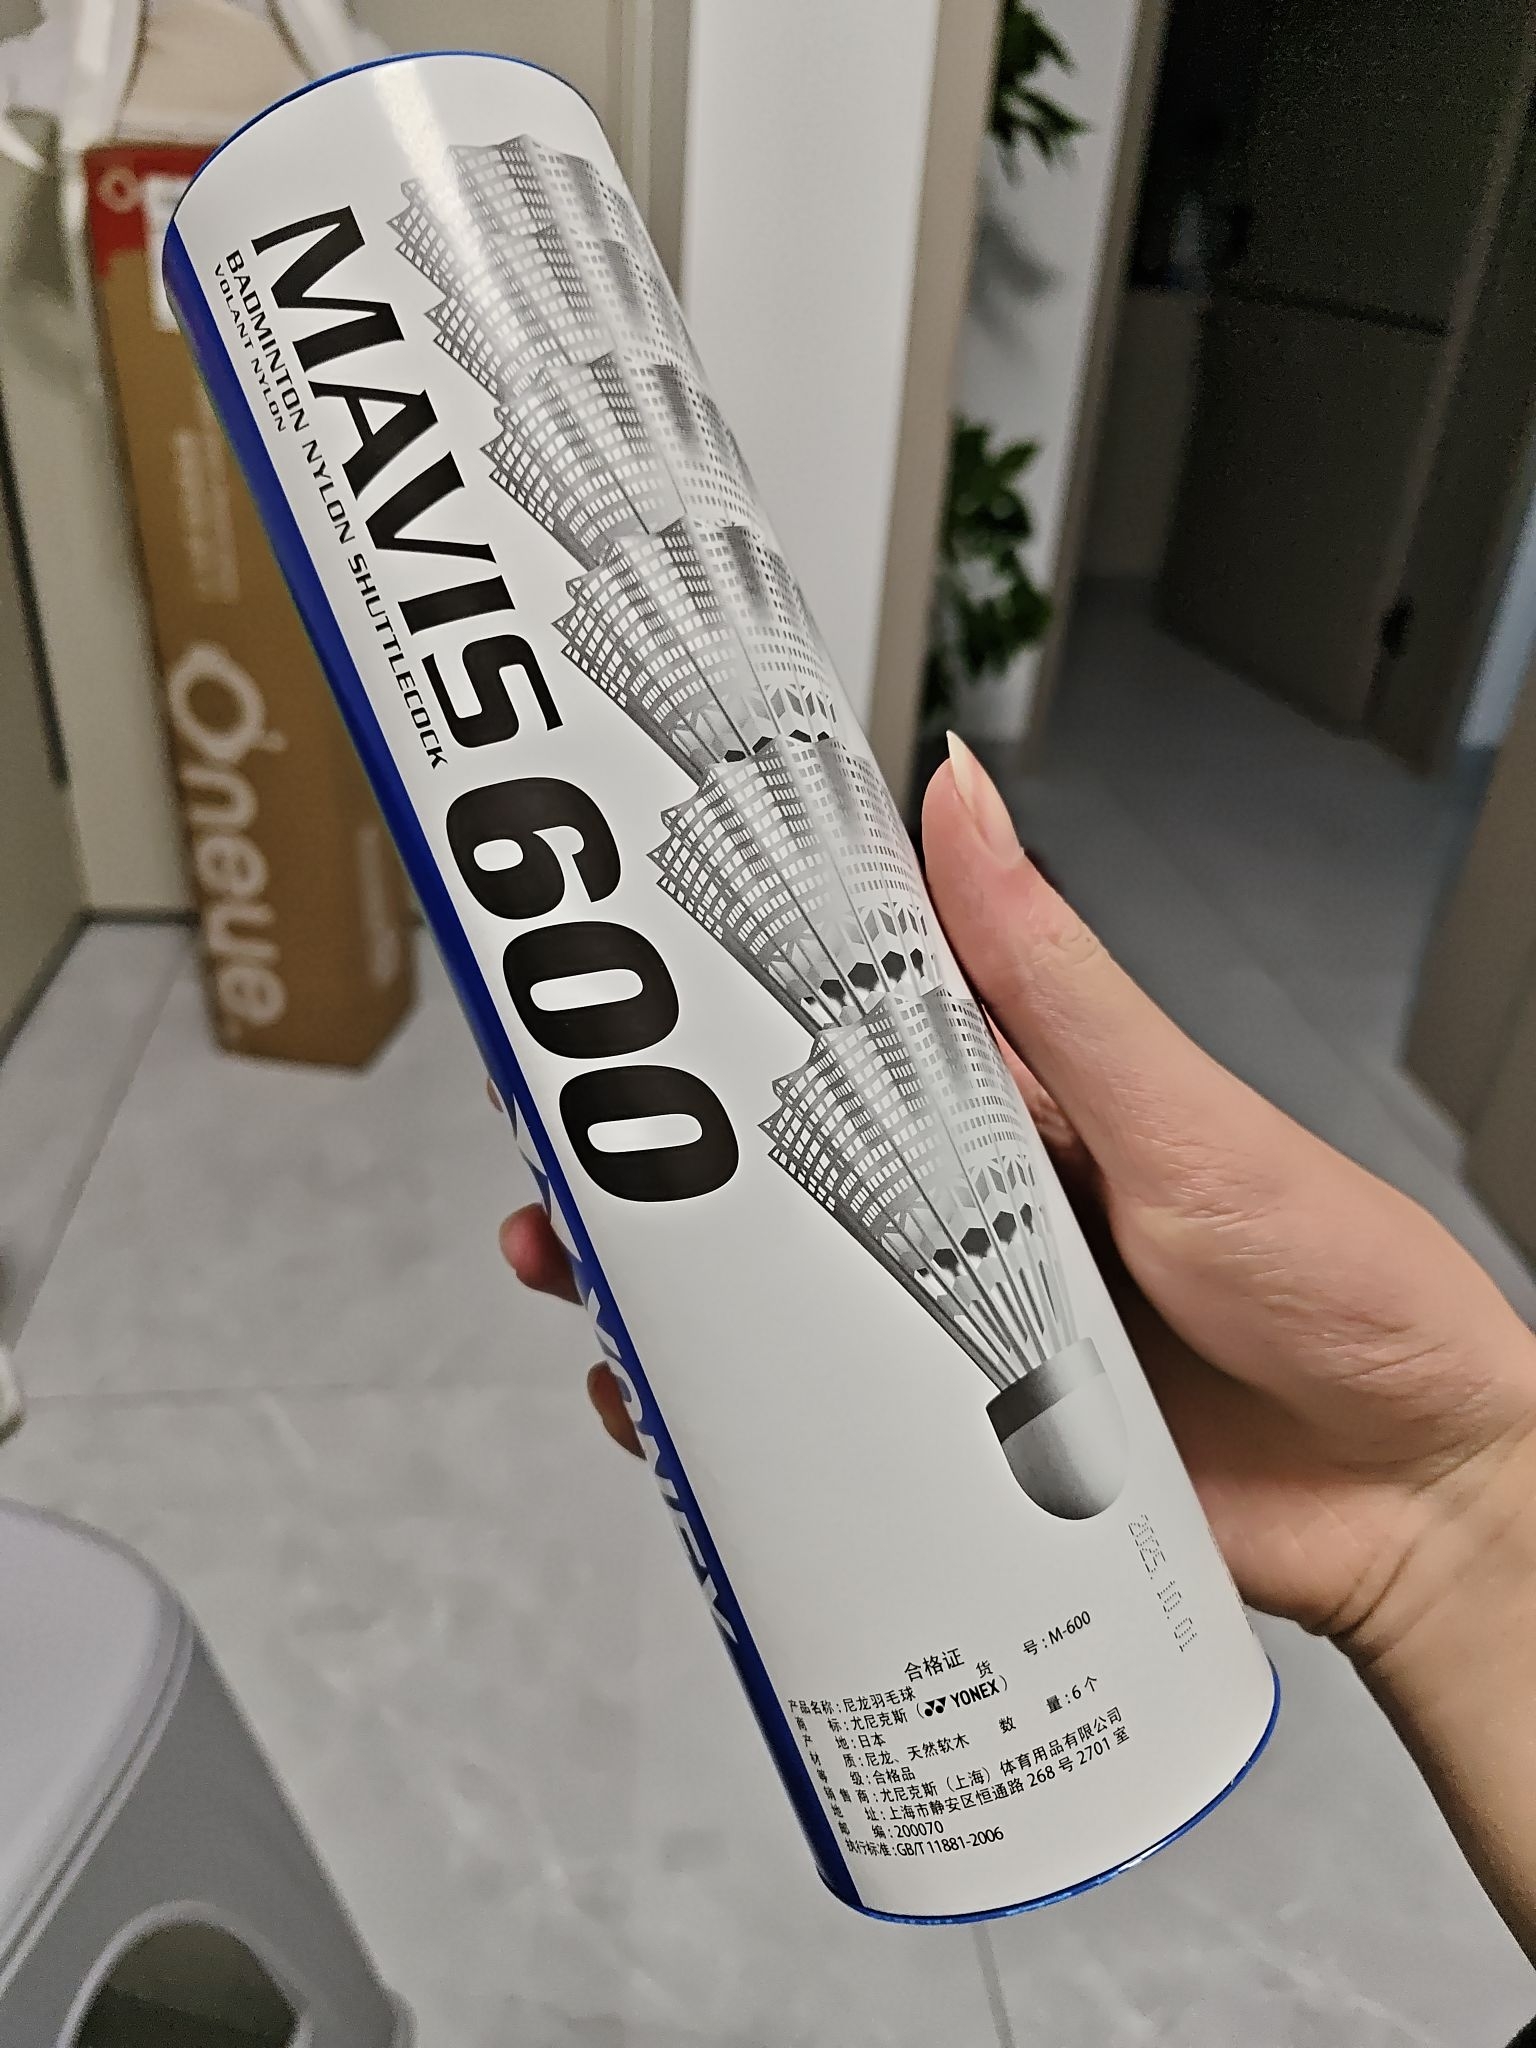 MAVIS 600
BADMINTON NYLON SHUTTLECOCK
VOLANT NYLON
YONEX
2025.10.01
合格证
产品名称：尼龙羽毛球 货 号：M-600
商 标：尤尼克斯（YONEX）
产 地：日本
材 质：尼龙、天然软木 数 量：6个
等 级：合格品
销售商：尤尼克斯（上海）体育用品有限公司
地 址：上海市静安区恒通路268号2701室
邮 编：200070
执行标准：GB/T 11881-2006
Oneue